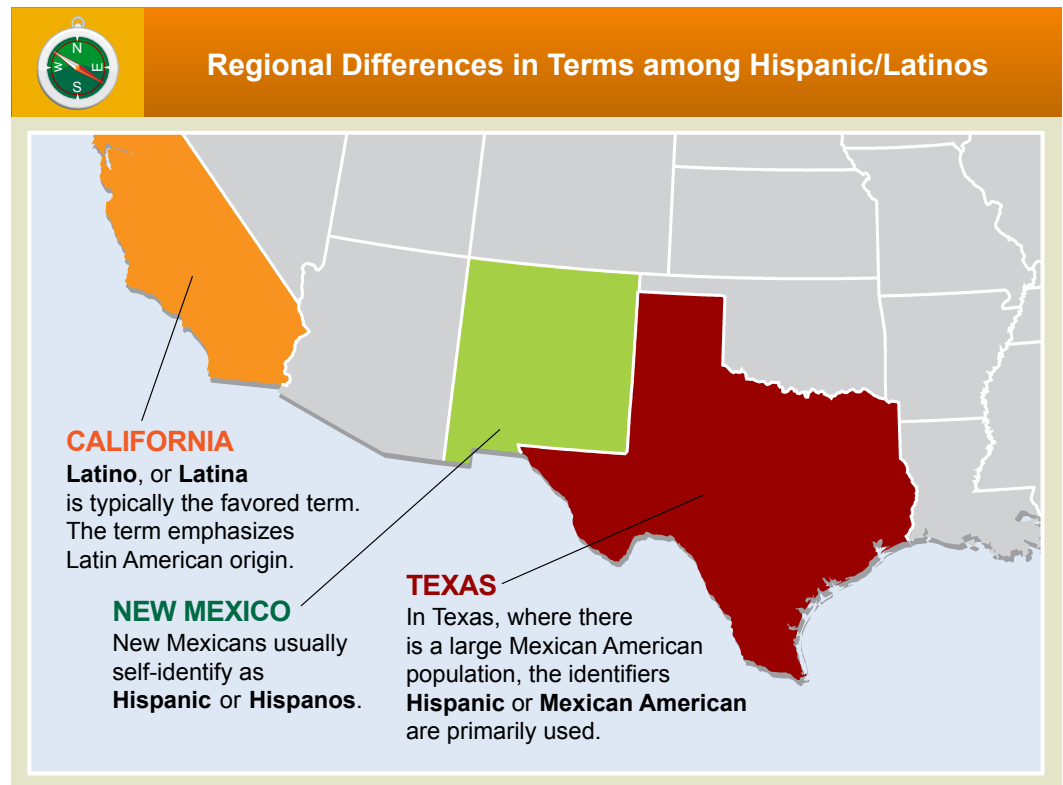 N
W
E
S
Regional Differences in Terms among Hispanic/Latinos
CALIFORNIA
Latino, or Latina
is typically the favored term.
The term emphasizes
Latin American origin.
NEW MEXICO
New Mexicans usually
self-identify as
Hispanic or Hispanos.
TEXAS
In Texas, where there
is a large Mexican American
population, the identifiers
Hispanic or Mexican American
are primarily used.